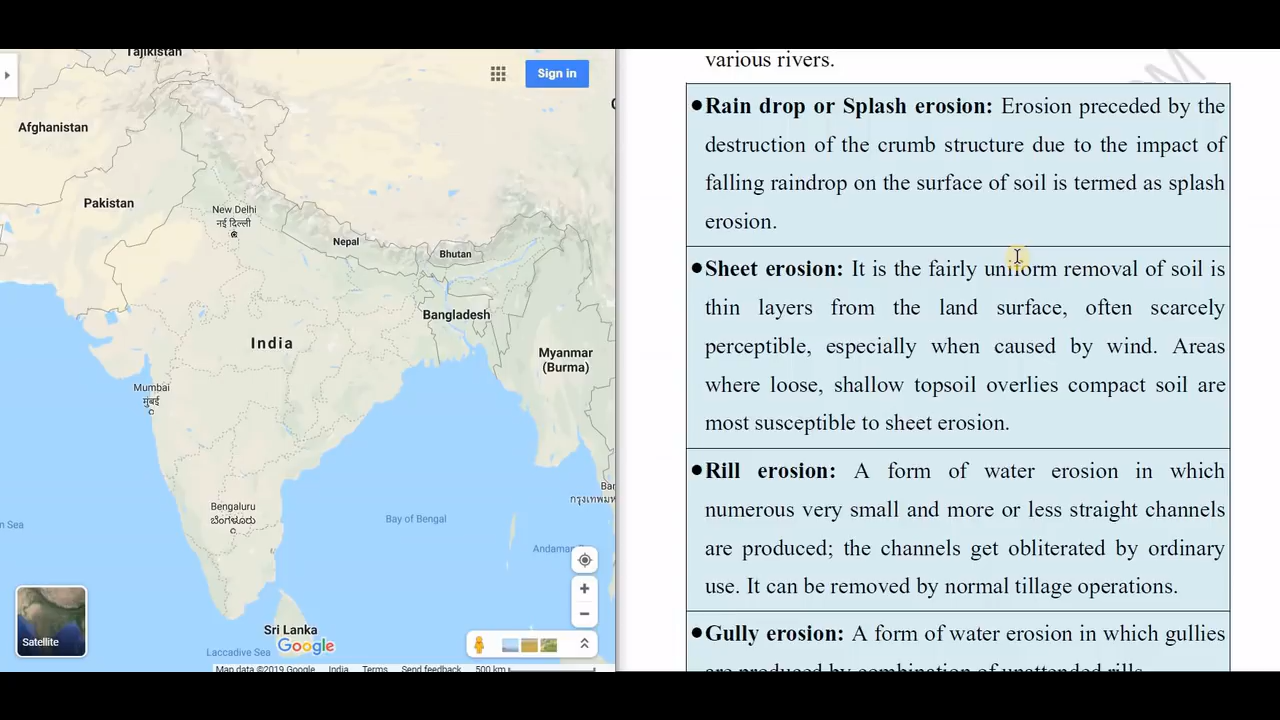 Tajikistan
Sign in
Afghanistan
Pakistan
New Delhi
नई दिल्ली
Nepal
Bhutan
Bangladesh
India
Myanmar
(Burma)
Mumbai
मुंबई
Bengaluru
ಬೆಂಗಳೂರು
Bay of Bengal
Sri Lanka
Laccadive Sea
Satellite
Google
Map data ©2019 Google India Terms Send feedback 500 km
various rivers.
●Rain drop or Splash erosion: Erosion preceded by the
destruction of the crumb structure due to the impact of
falling raindrop on the surface of soil is termed as splash
erosion.
●Sheet erosion: It is the fairly uniform removal of soil is
thin layers from the land surface, often scarcely
perceptible, especially when caused by wind. Areas
where loose, shallow topsoil overlies compact soil are
most susceptible to sheet erosion.
●Rill erosion: A form of water erosion in which
numerous very small and more or less straight channels
are produced; the channels get obliterated by ordinary
use. It can be removed by normal tillage operations.
●Gully erosion: A form of water erosion in which gullies
are produced by combination of unattended rills.